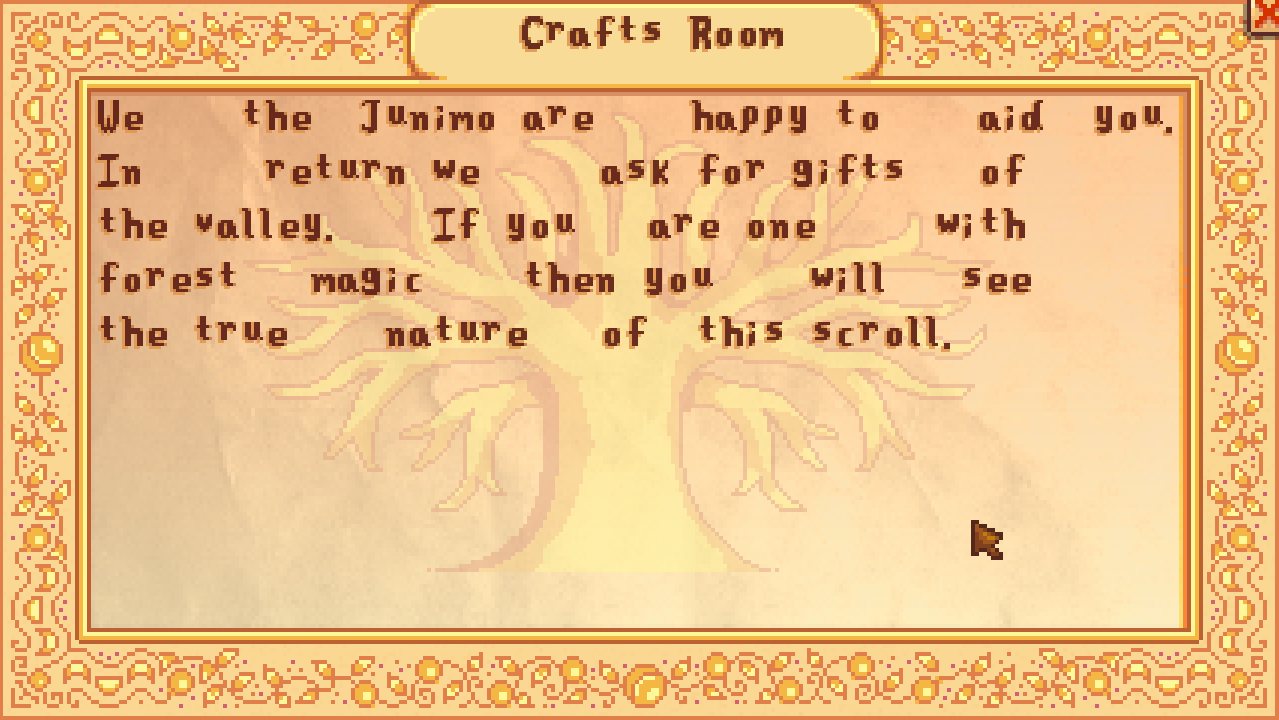 Crafts Room
We the Junimo are happy to aid you.
In return we ask for gifts of
the valley. If you are one with
forest magic then you will see
the true nature of this scroll.